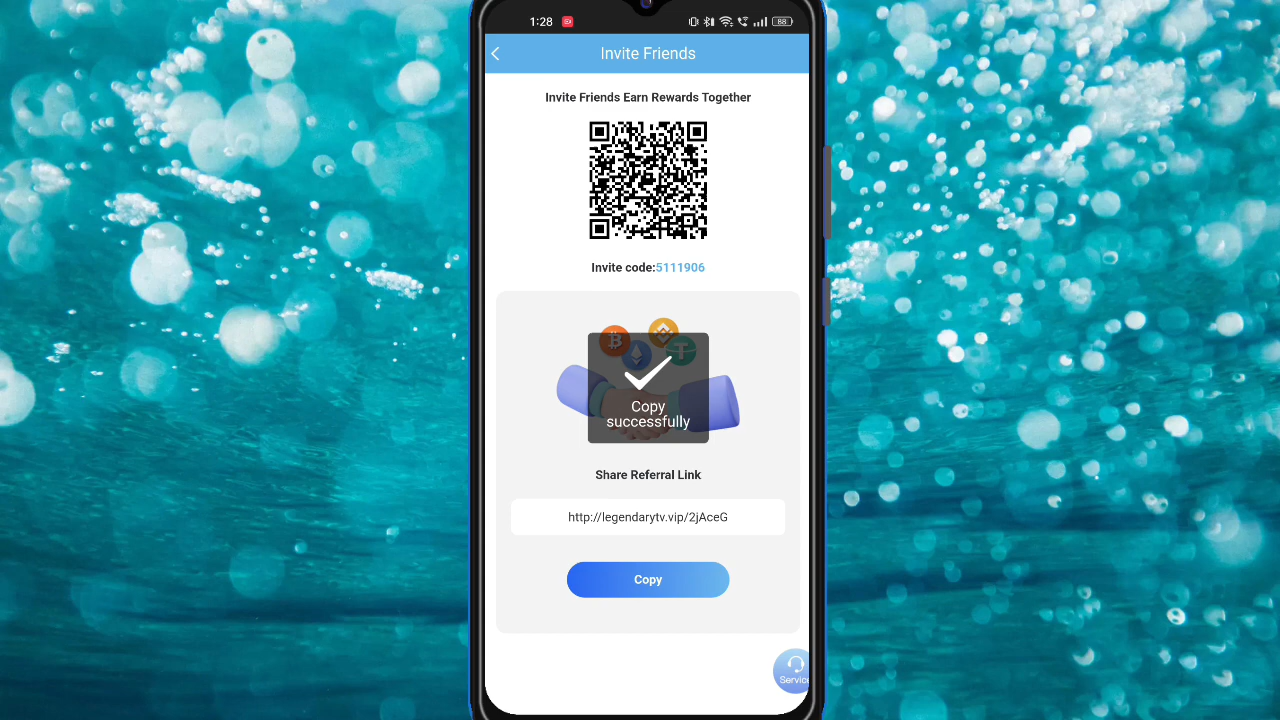 1:28
88
Invite Friends
Invite Friends Earn Rewards Together
Invite code:5111906
Copy
successfully
Share Referral Link
http://legendarytv.vip/2jAceG
Copy
Service